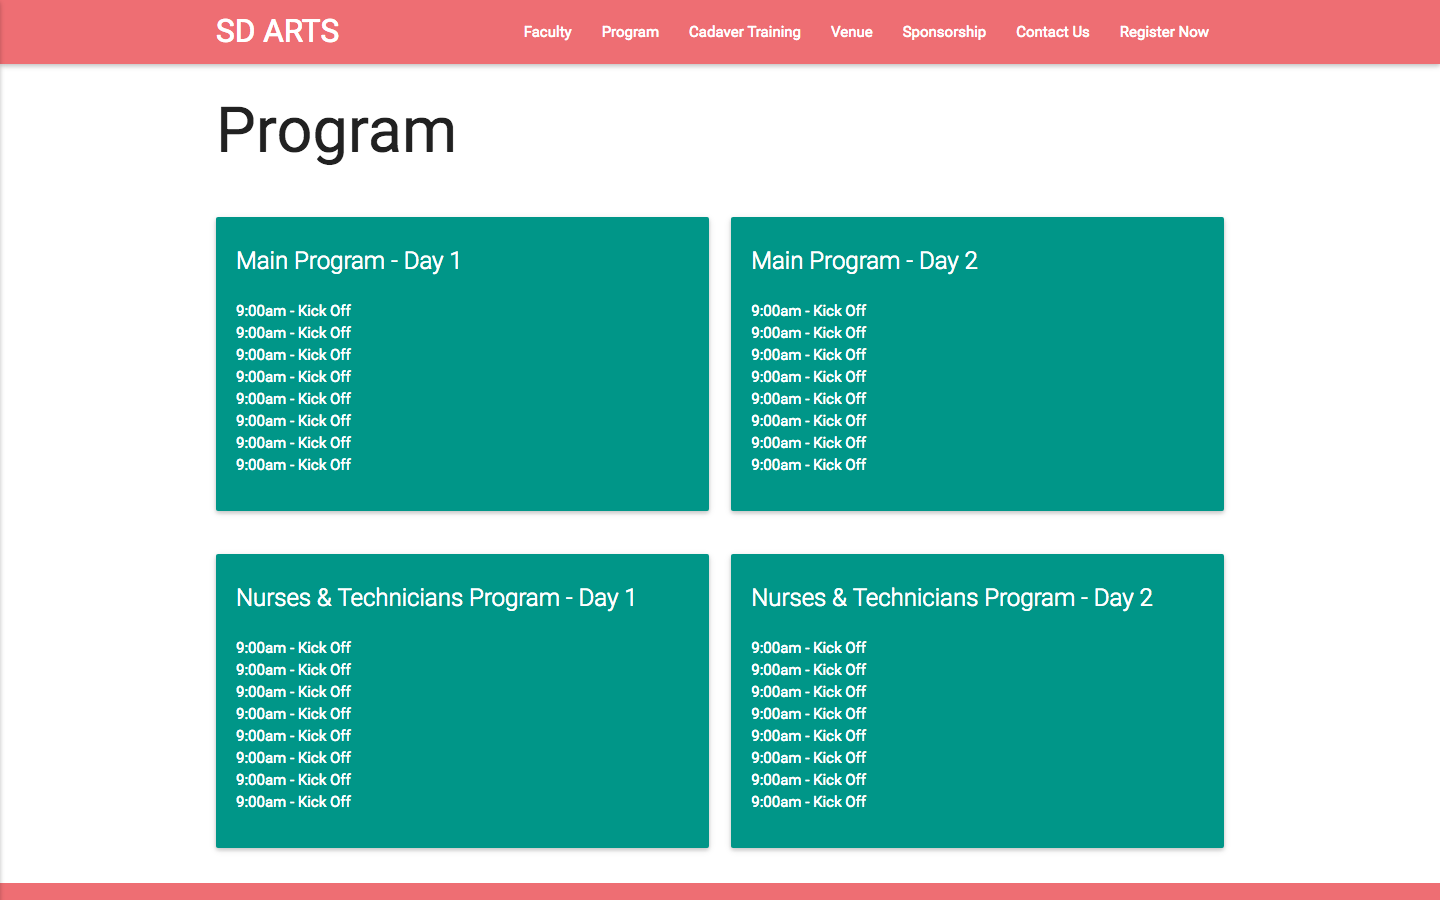 SD ARTS Faculty Program Cadaver Training Venue Sponsorship Contact Us Register Now
Program
Main Program - Day 1
9:00am - Kick Off
9:00am - Kick Off
9:00am - Kick Off
9:00am - Kick Off
9:00am - Kick Off
9:00am - Kick Off
9:00am - Kick Off
9:00am - Kick Off
Main Program - Day 2
9:00am - Kick Off
9:00am - Kick Off
9:00am - Kick Off
9:00am - Kick Off
9:00am - Kick Off
9:00am - Kick Off
9:00am - Kick Off
9:00am - Kick Off
Nurses & Technicians Program - Day 1
9:00am - Kick Off
9:00am - Kick Off
9:00am - Kick Off
9:00am - Kick Off
9:00am - Kick Off
9:00am - Kick Off
9:00am - Kick Off
9:00am - Kick Off
Nurses & Technicians Program - Day 2
9:00am - Kick Off
9:00am - Kick Off
9:00am - Kick Off
9:00am - Kick Off
9:00am - Kick Off
9:00am - Kick Off
9:00am - Kick Off
9:00am - Kick Off